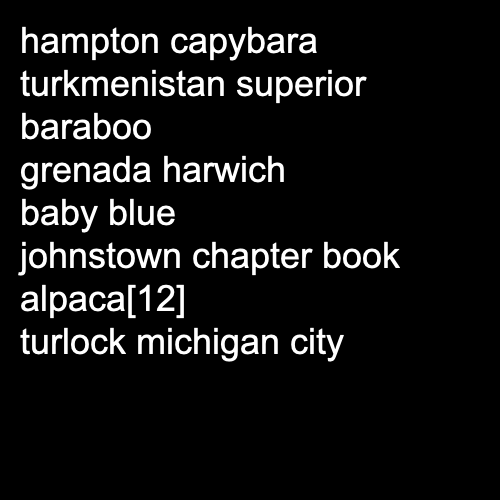 hampton capybara
turkmenistan superior
baraboo
grenada harwich
baby blue
johnstown chapter book
alpaca[12]
turlock michigan city